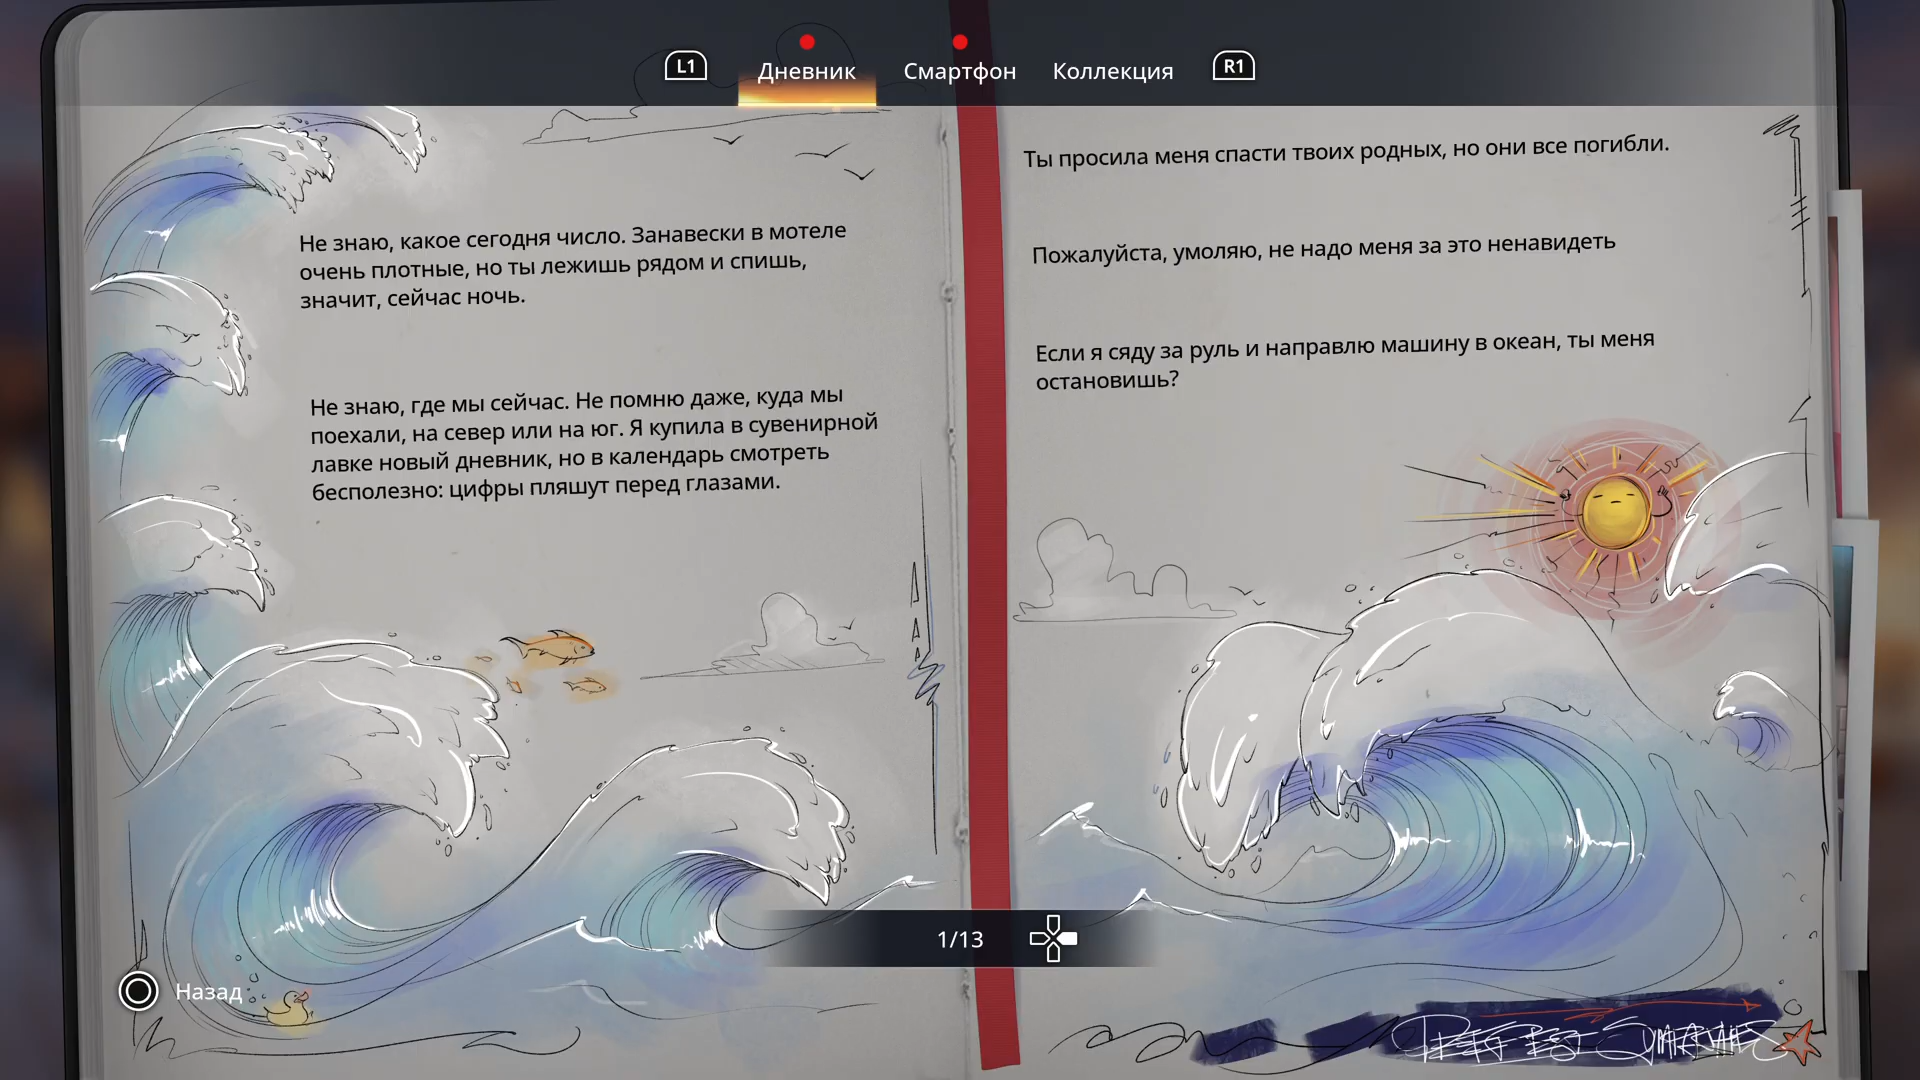 L1 Дневник Смартфон Коллекция R1
Не знаю, какое сегодня число. Занавески в мотеле
очень плотные, но ты лежишь рядом и спишь,
значит, сейчас ночь.
Не знаю, где мы сейчас. Не помню даже, куда мы
поехали, на север или на юг. Я купила в сувенирной
лавке новый дневник, но в календарь смотреть
бесполезно: цифры пляшут перед глазами.
Ты просила меня спасти твоих родных, но они все погибли.
Пожалуйста, умоляю, не надо меня за это ненавидеть
Если я сяду за руль и направлю машину в океан, ты меня
остановишь?
1/13
Назад